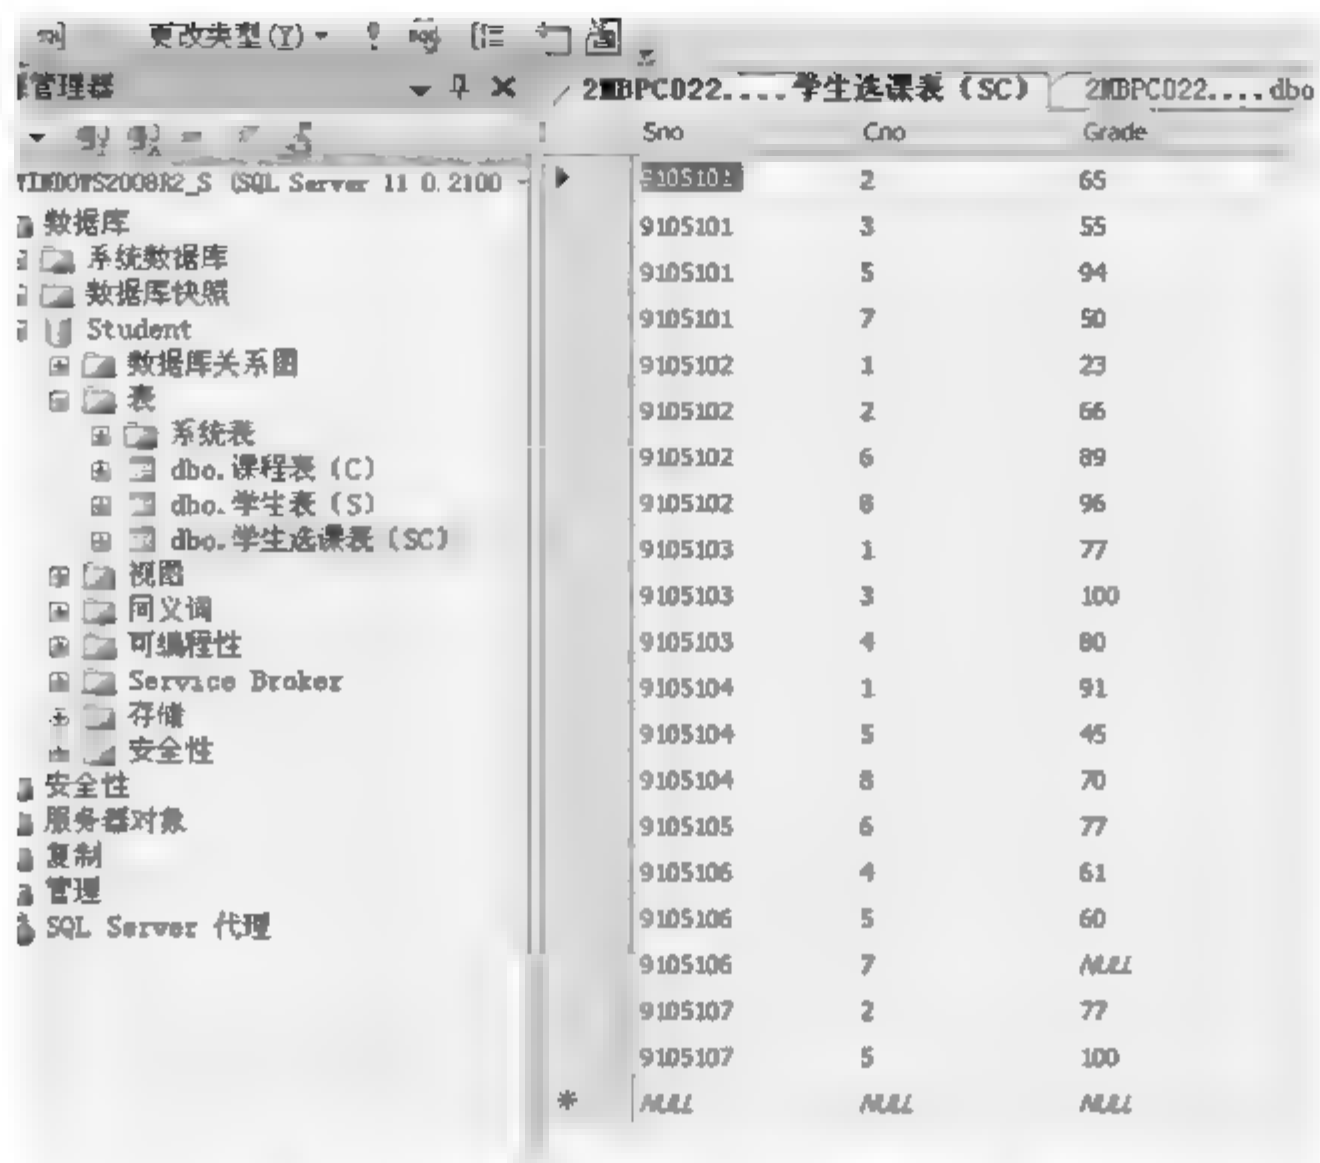 更改类型(Y)
管理器
2MBPC022....学生选课表 (SC)
2MBPC022....dbo
WINDOWS2008R2_S (SQL Server 11.0.2100
数据库
系统数据库
数据库快照
Student
数据库关系图
表
系统表
dbo.课程表 (C)
dbo.学生表 (S)
dbo.学生选课表 (SC)
视图
同义词
可编程性
Service Broker
存储
安全性
安全性
服务器对象
复制
管理
SQL Server 代理
Sno Cno Grade
9105101 2 65
9105101 3 55
9105101 5 94
9105101 7 50
9105102 1 23
9105102 2 66
9105102 6 89
9105102 8 96
9105103 1 77
9105103 3 100
9105103 4 80
9105104 1 91
9105104 5 45
9105104 8 70
9105105 6 77
9105106 4 61
9105106 5 60
9105106 7 NULL
9105107 2 77
9105107 5 100
NULL NULL NULL